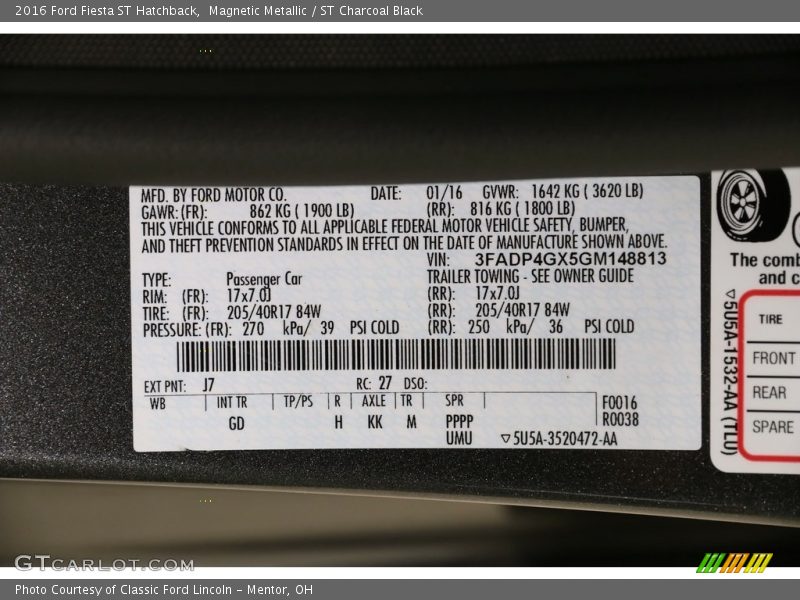 2016 Ford Fiesta ST Hatchback,  Magnetic Metallic / ST Charcoal Black
MFD. BY FORD MOTOR CO. DATE: 01/16 GVWR: 1642 KG ( 3620 LB)
GAWR: (FR): 862 KG ( 1900 LB) (RR): 816 KG ( 1800 LB)
THIS VEHICLE CONFORMS TO ALL APPLICABLE FEDERAL MOTOR VEHICLE SAFETY, BUMPER,
AND THEFT PREVENTION STANDARDS IN EFFECT ON THE DATE OF MANUFACTURE SHOWN ABOVE.
VIN: 3FADP4GX5GM148813
TYPE: Passenger Car TRAILER TOWING - SEE OWNER GUIDE
RIM: (FR): 17x7.0J (RR): 17x7.0J
TIRE: (FR): 205/40R17 84W (RR): 205/40R17 84W
PRESSURE: (FR): 270 kPa/ 39 PSI COLD (RR): 250 kPa/ 36 PSI COLD
EXT PNT: J7 RC: 27 DSO:
WB INT TR TP/PS R AXLE TR SPR F0016
GD H KK M PPPP R0038
UMU ▽5U5A-3520472-AA
The comb
and c
▽5U5A-1532-AA (TLU)
TIRE
FRONT
REAR
SPARE
GTCARLOT.COM
Photo Courtesy of Classic Ford Lincoln – Mentor, OH